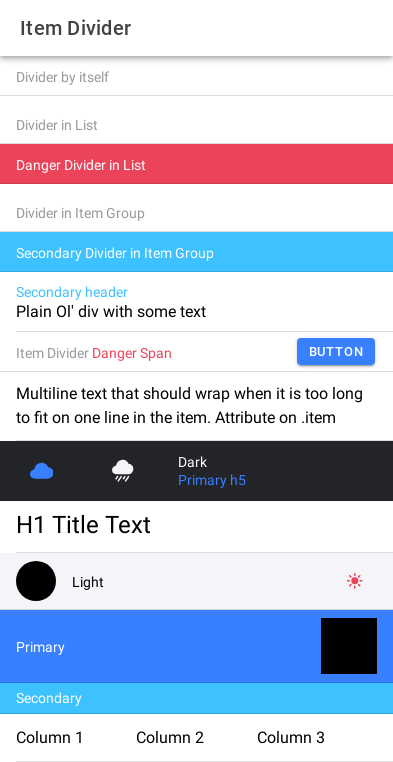 Item Divider
Divider by itself
Divider in List
Danger Divider in List
Divider in Item Group
Secondary Divider in Item Group
Secondary header
Plain Ol' div with some text
Item Divider Danger Span
BUTTON
Multiline text that should wrap when it is too long
to fit on one line in the item. Attribute on .item
Dark
Primary h5
H1 Title Text
Light
Primary
Secondary
Column 1 Column 2 Column 3